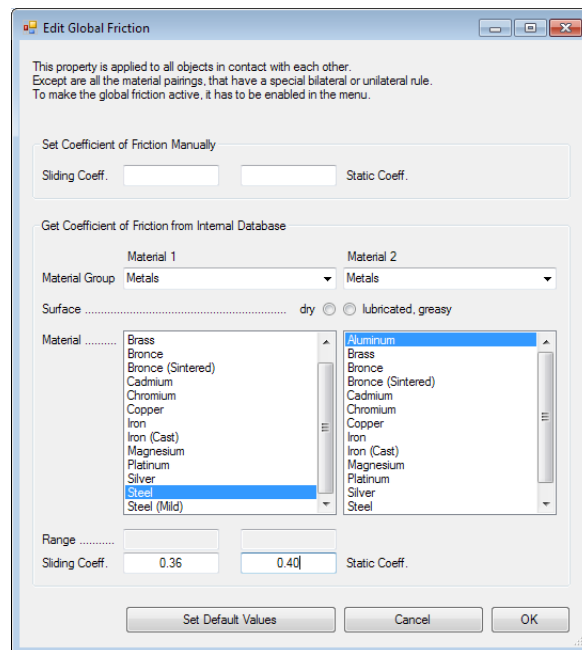 Edit Global Friction
This property is applied to all objects in contact with each other.
Except are all the material pairings, that have a special bilateral or unilateral rule.
To make the global friction active, it has to be enabled in the menu.
Set Coefficient of Friction Manually
Sliding Coeff. Static Coeff.
Get Coefficient of Friction from Internal Database
Material 1 Material 2
Material Group Metals Metals
Surface .................................................... dry lubricated, greasy
Material .......... Brass Aluminum
Bronce Brass
Bronce (Sintered) Bronce
Cadmium Bronce (Sintered)
Chromium Cadmium
Copper Chromium
Iron Copper
Iron (Cast) Iron
Magnesium Iron (Cast)
Platinum Magnesium
Silver Platinum
Steel Silver
Steel (Mild) Steel
Range ...........
Sliding Coeff. 0.36 0.40 Static Coeff.
Set Default Values Cancel OK